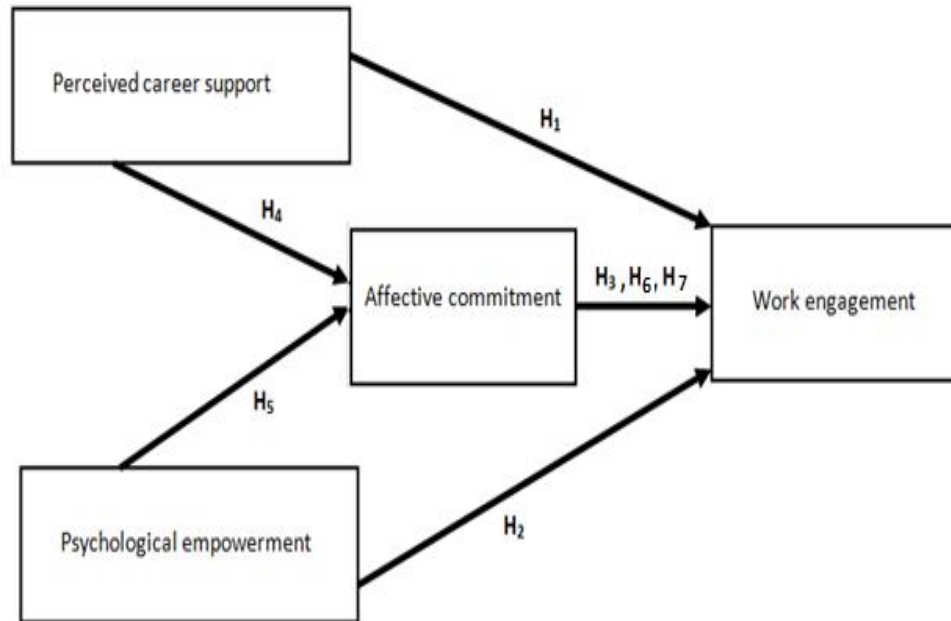 Perceived career support
H₁
H₄
Affective commitment
H₃ , H₆, H₇
Work engagement
H₅
Psychological empowerment
H₂